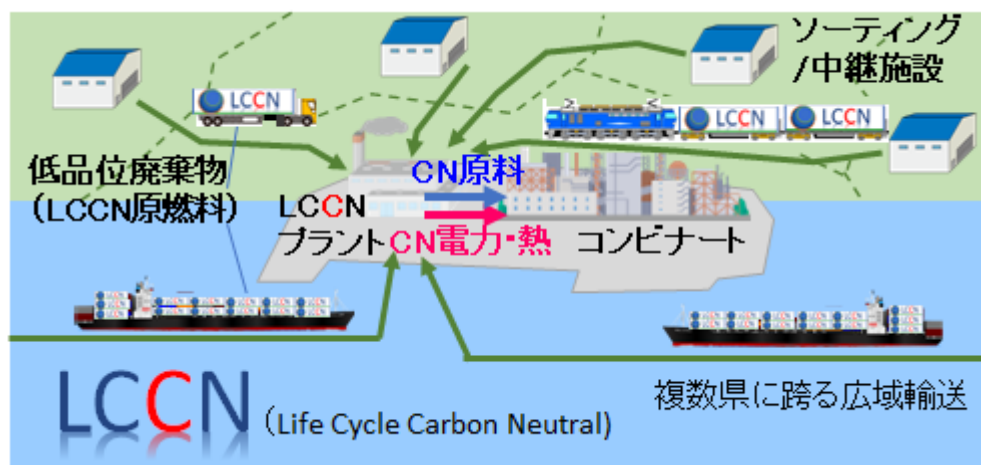 ソーティング
/中継施設
LCCN
LCCN
LCCN
低品位廃棄物
(LCCN原燃料)
CN原料
LCCN
プラント
CN電力・熱
コンビナート
複数県に跨る広域輸送
LCCN
(Life Cycle Carbon Neutral)